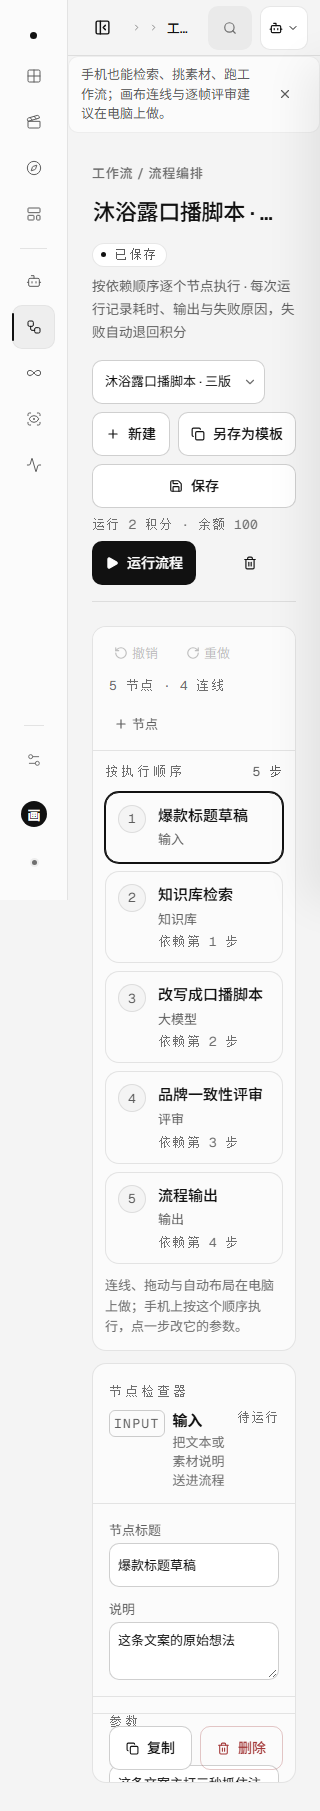 工…
手机也能检索、挑素材、跑工
作流；画布连线与逐帧评审建
议在电脑上做。
工作流 / 流程编排
沐浴露口播脚本 · …
已保存
按依赖顺序逐个节点执行 · 每次运
行记录耗时、输出与失败原因，失
败自动退回积分
沐浴露口播脚本 · 三版
新建
另存为模板
保存
运行 2 积分 · 余额 100
运行流程
撤销
重做
5 节点 · 4 连线
节点
按执行顺序
5 步
1
爆款标题草稿
输入
2
知识库检索
知识库
依赖第 1 步
3
改写成口播脚本
大模型
依赖第 2 步
4
品牌一致性评审
评审
依赖第 3 步
5
流程输出
输出
依赖第 4 步
连线、拖动与自动布局在电脑
上做；手机上按这个顺序执
行，点一步改它的参数。
节点检查器
INPUT
输入
待运行
把文本或
素材说明
送进流程
节点标题
爆款标题草稿
说明
这条文案的原始想法
参数
复制
删除
画